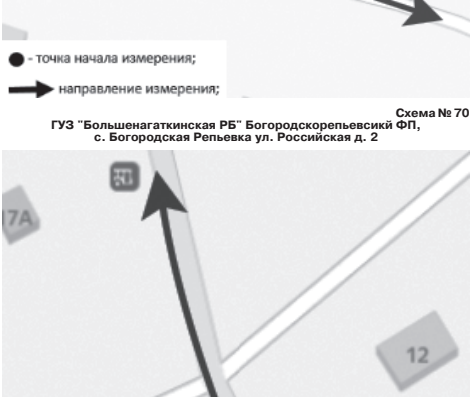 - точка начала измерения;
направление измерения;
Схема № 70
ГУЗ "Большенагаткинская РБ" Богородскорепьевсикй ФП,
с. Богородская Репьевка ул. Российская д. 2
17А
12